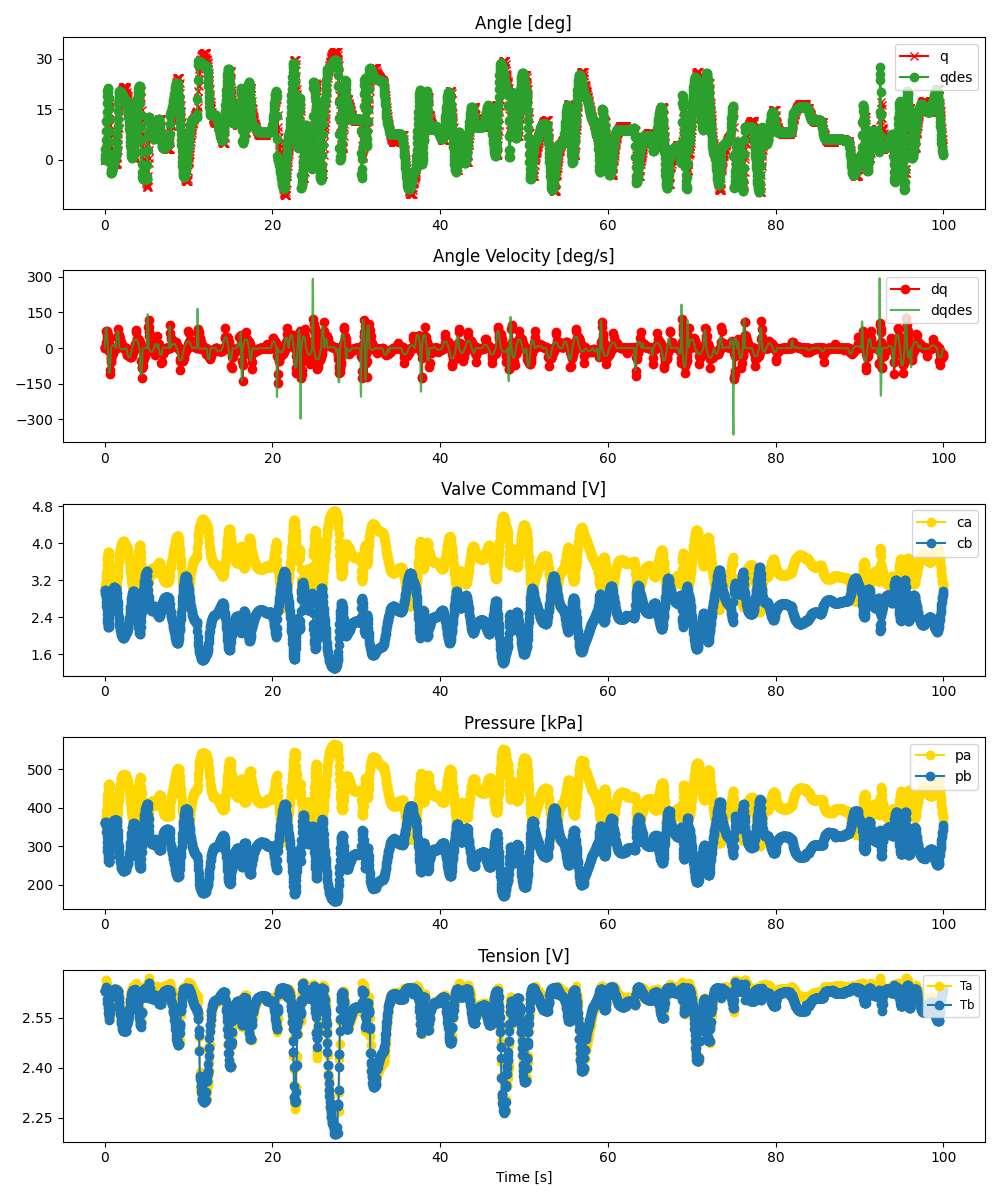 Angle [deg]
30
15
0
q
qdes
0 20 40 60 80 100
Angle Velocity [deg/s]
300
150
0
−150
−300
dq
dqdes
0 20 40 60 80 100
Valve Command [V]
4.8
4.0
3.2
2.4
1.6
ca
cb
0 20 40 60 80 100
Pressure [kPa]
500
400
300
200
pa
pb
0 20 40 60 80 100
Tension [V]
2.55
2.40
2.25
Ta
Tb
0 20 40 60 80 100
Time [s]